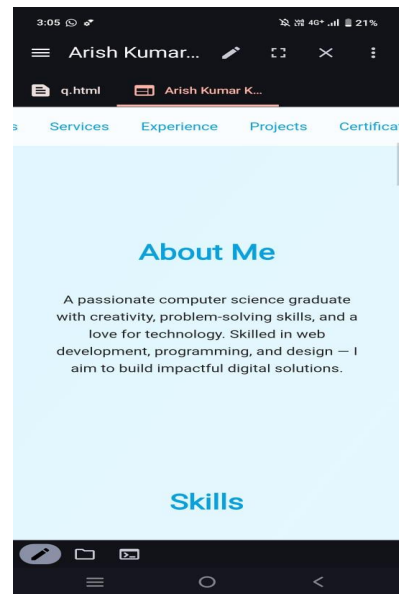 3:05 4G+ 21%
Arish Kumar...
q.html Arish Kumar K...
s Services Experience Projects Certificat
About Me
A passionate computer science graduate
with creativity, problem-solving skills, and a
love for technology. Skilled in web
development, programming, and design — I
aim to build impactful digital solutions.
Skills